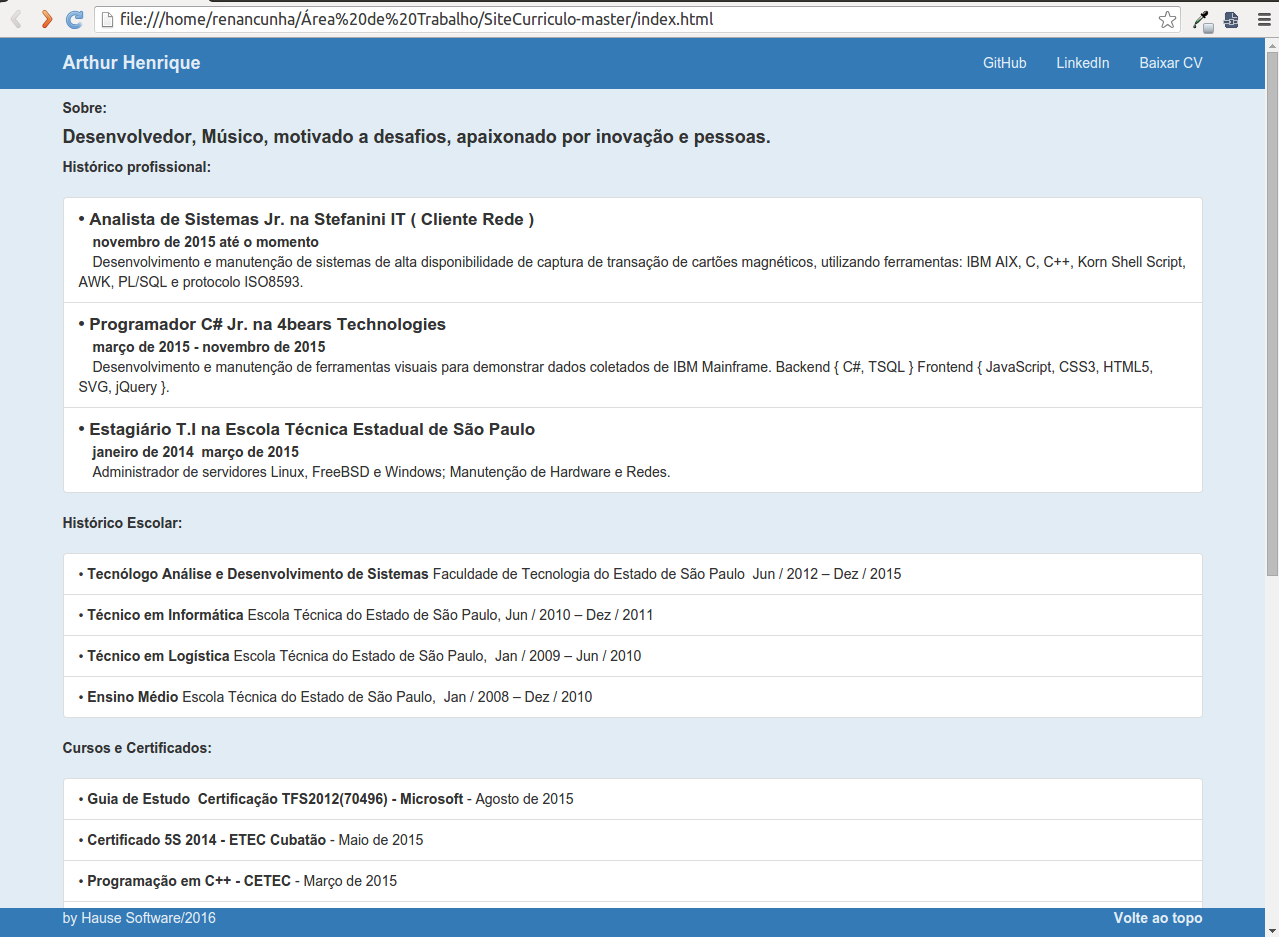 file:///home/renancunha/Área%20de%20Trabalho/SiteCurriculo-master/index.html
Arthur Henrique GitHub LinkedIn Baixar CV
Sobre:
Desenvolvedor, Músico, motivado a desafios, apaixonado por inovação e pessoas.
Histórico profissional:
• Analista de Sistemas Jr. na Stefanini IT ( Cliente Rede )
novembro de 2015 até o momento
Desenvolvimento e manutenção de sistemas de alta disponibilidade de captura de transação de cartões magnéticos, utilizando ferramentas: IBM AIX, C, C++, Korn Shell Script,
AWK, PL/SQL e protocolo ISO8593.
• Programador C# Jr. na 4bears Technologies
março de 2015 - novembro de 2015
Desenvolvimento e manutenção de ferramentas visuais para demonstrar dados coletados de IBM Mainframe. Backend { C#, TSQL } Frontend { JavaScript, CSS3, HTML5,
SVG, jQuery }.
• Estagiário T.I na Escola Técnica Estadual de São Paulo
janeiro de 2014  março de 2015
Administrador de servidores Linux, FreeBSD e Windows; Manutenção de Hardware e Redes.
Histórico Escolar:
• Tecnólogo Análise e Desenvolvimento de Sistemas Faculdade de Tecnologia do Estado de São Paulo  Jun / 2012 – Dez / 2015
• Técnico em Informática Escola Técnica do Estado de São Paulo, Jun / 2010 – Dez / 2011
• Técnico em Logística Escola Técnica do Estado de São Paulo,  Jan / 2009 – Jun / 2010
• Ensino Médio Escola Técnica do Estado de São Paulo,  Jan / 2008 – Dez / 2010
Cursos e Certificados:
• Guia de Estudo  Certificação TFS2012(70496) - Microsoft - Agosto de 2015
• Certificado 5S 2014 - ETEC Cubatão - Maio de 2015
• Programação em C++ - CETEC - Março de 2015
by Hause Software/2016 Volte ao topo